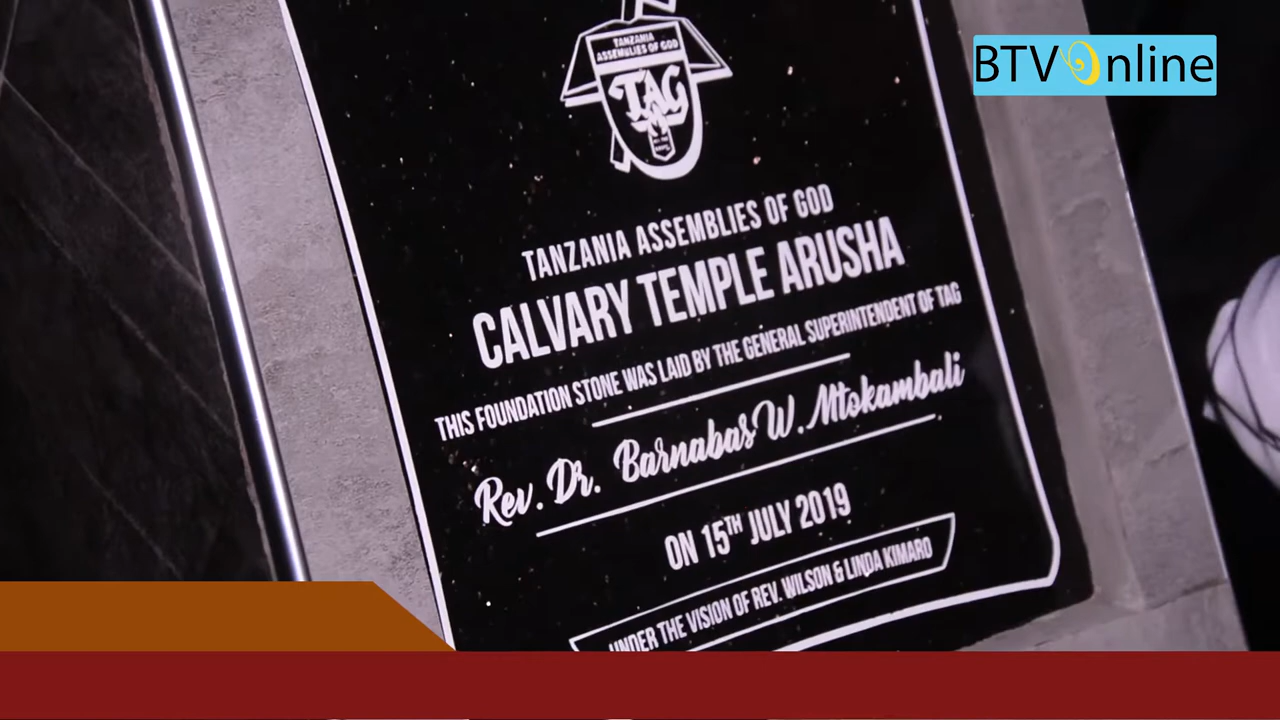 BTV Online
TANZANIA
ASSEMBLIES OF GOD
TAG
TANZANIA ASSEMBLIES OF GOD
CALVARY TEMPLE ARUSHA
THIS FOUNDATION STONE WAS LAID BY THE GENERAL SUPERINTENDENT OF TAG
Rev. Dr. Barnabas W. Mtokambali
ON 15TH JULY 2019
UNDER THE VISION OF REV. WILSON & LINDA KIMARO